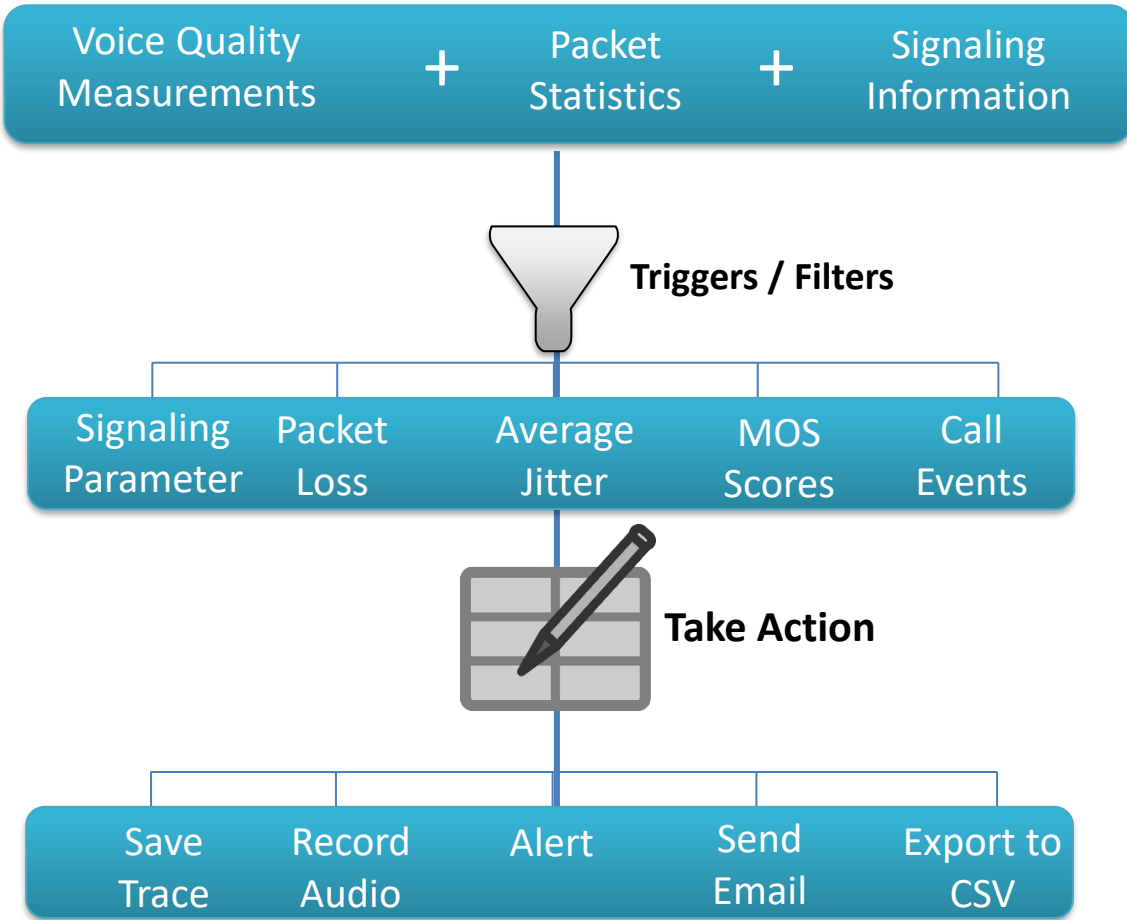 Voice Quality
Measurements
+
Packet
Statistics
+
Signaling
Information
Triggers / Filters
Signaling
Parameter
Packet
Loss
Average
Jitter
MOS
Scores
Call
Events
Take Action
Save
Trace
Record
Audio
Alert
Send
Email
Export to
CSV